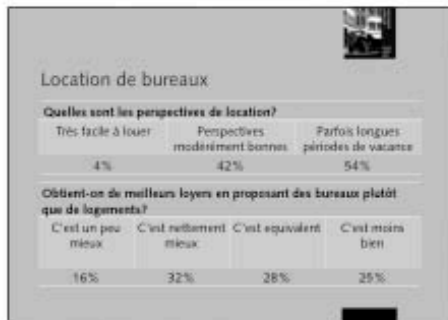 Location de bureaux
Quelles sont les perspectives de location?
Très facile à louer Perspectives modérément bonnes Parfois longues périodes de vacance
4% 42% 54%
Obtient-on de meilleurs loyers en proposant des bureaux plutôt
que de logements?
C'est un peu mieux C'est nettement mieux C'est equivalent C'est moins bien
16% 32% 28% 25%